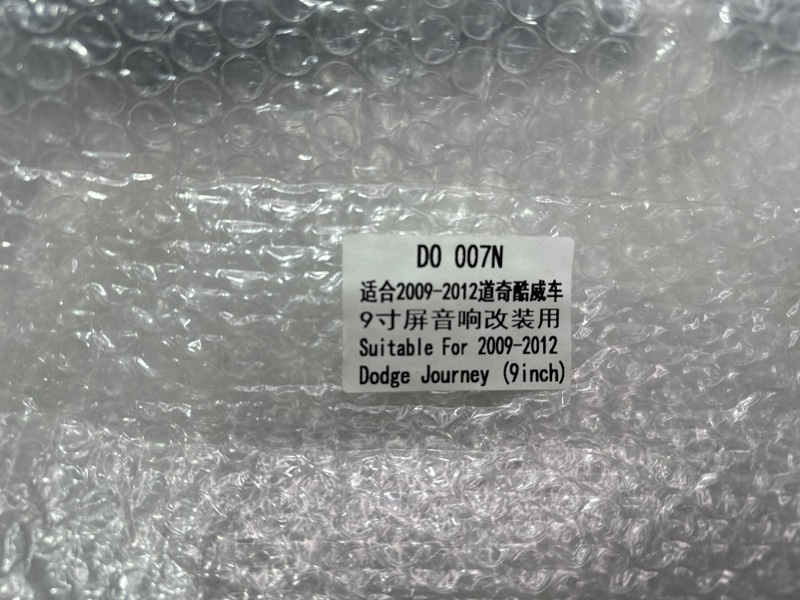 DO 007N
适合2009-2012道奇酷威车
9寸屏音响改装用
Suitable For 2009-2012
Dodge Journey (9inch)